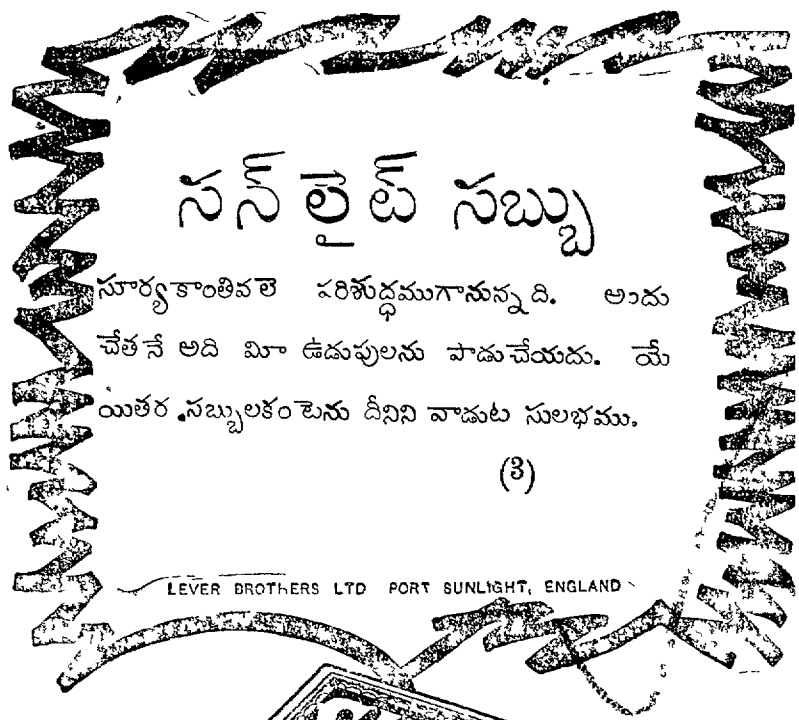 సన్ లైట్ సబ్బు
సూర్యకాంతివలె పరిశుద్ధముగానున్నది. అందు
చేతనే అది మీ ఉడుపులను పాడుచేయదు. యే
యితర సబ్బులకంటెను దీనిని వాడుట సులభము.
(3)
LEVER BROTHERS LTD PORT SUNLIGHT, ENGLAND